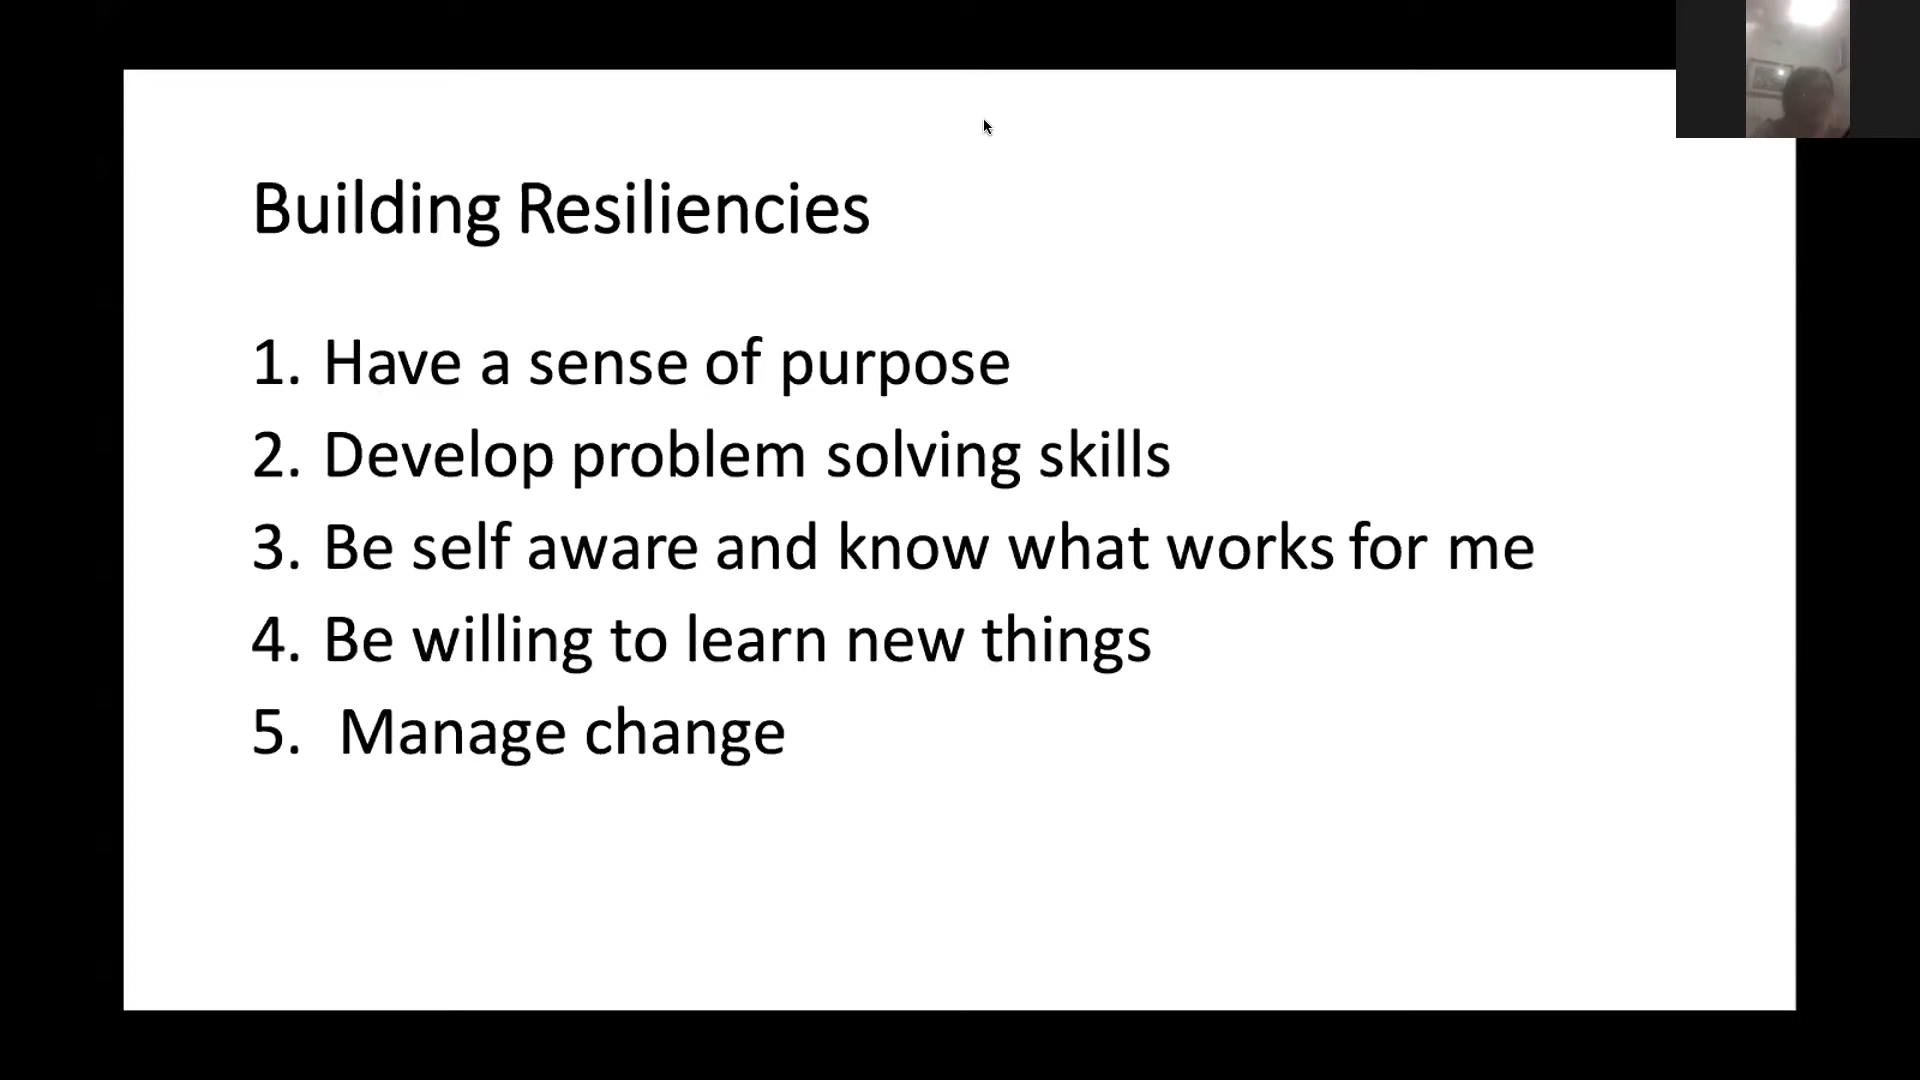 Building Resiliencies
1. Have a sense of purpose
2. Develop problem solving skills
3. Be self aware and know what works for me
4. Be willing to learn new things
5. Manage change